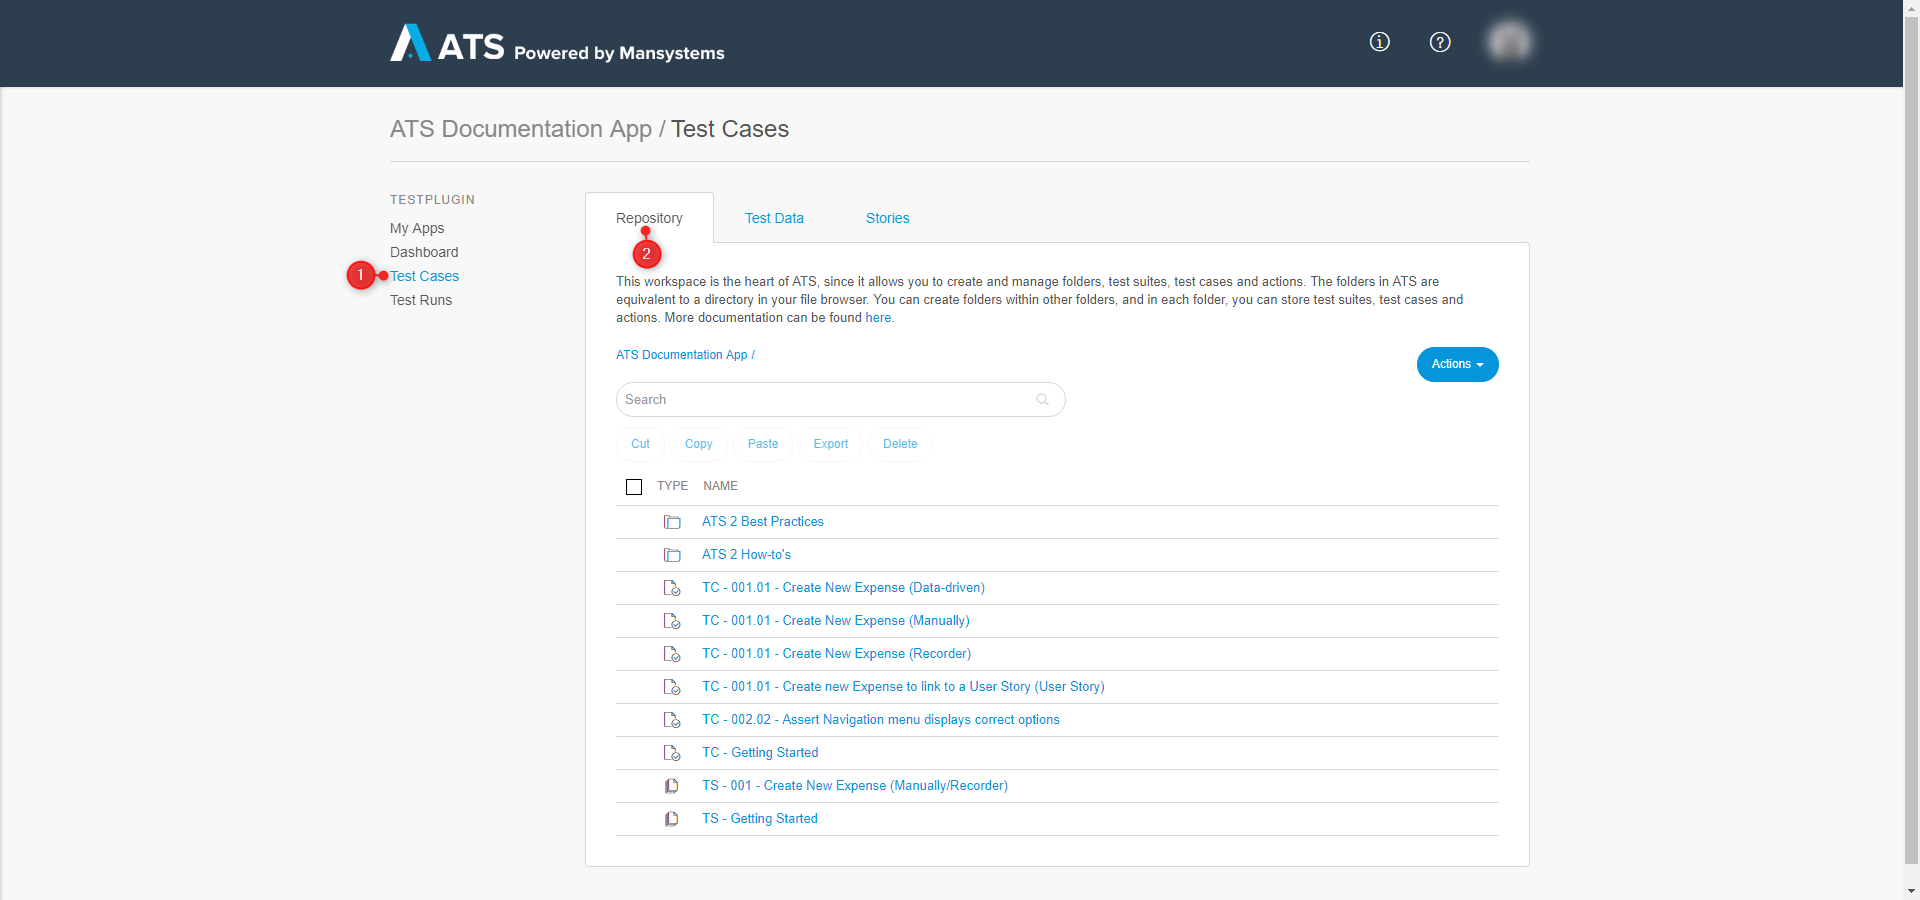 ATS Powered by Mansystems
ATS Documentation App / Test Cases
TESTPLUGIN
My Apps
Dashboard
1 Test Cases
Test Runs
Repository Test Data Stories
2
This workspace is the heart of ATS, since it allows you to create and manage folders, test suites, test cases and actions. The folders in ATS are
equivalent to a directory in your file browser. You can create folders within other folders, and in each folder, you can store test suites, test cases and
actions. More documentation can be found here.
ATS Documentation App /
Actions
Search
Cut Copy Paste Export Delete
TYPE NAME
ATS 2 Best Practices
ATS 2 How-to's
TC - 001.01 - Create New Expense (Data-driven)
TC - 001.01 - Create New Expense (Manually)
TC - 001.01 - Create New Expense (Recorder)
TC - 001.01 - Create new Expense to link to a User Story (User Story)
TC - 002.02 - Assert Navigation menu displays correct options
TC - Getting Started
TS - 001 - Create New Expense (Manually/Recorder)
TS - Getting Started